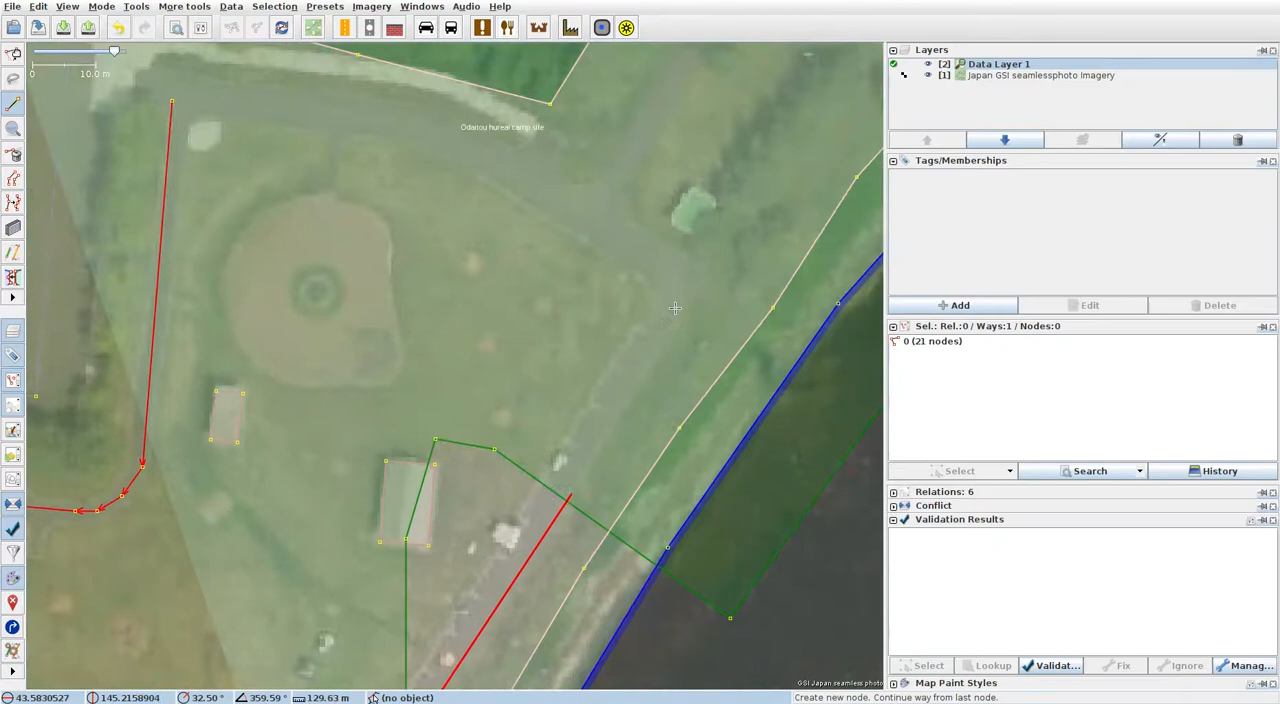 File Edit View Mode Tools More tools Data Selection Presets Imagery Windows Audio Help
0 10.0 m
Odaitou hureai camp site
GSI Japan seamless photo
Layers
[2] Data Layer 1
[1] Japan GSI seamlessphoto Imagery
Tags/Memberships
Add Edit Delete
Sel.: Rel.:0 / Ways:1 / Nodes:0
0 (21 nodes)
Select Search History
Relations: 6
Conflict
Validation Results
Select Lookup Validat... Fix Ignore Manag...
Map Paint Styles
43.5830527 145.2158904 32.50 ° 359.59 ° 129.63 m (no object) Create new node. Continue way from last node.